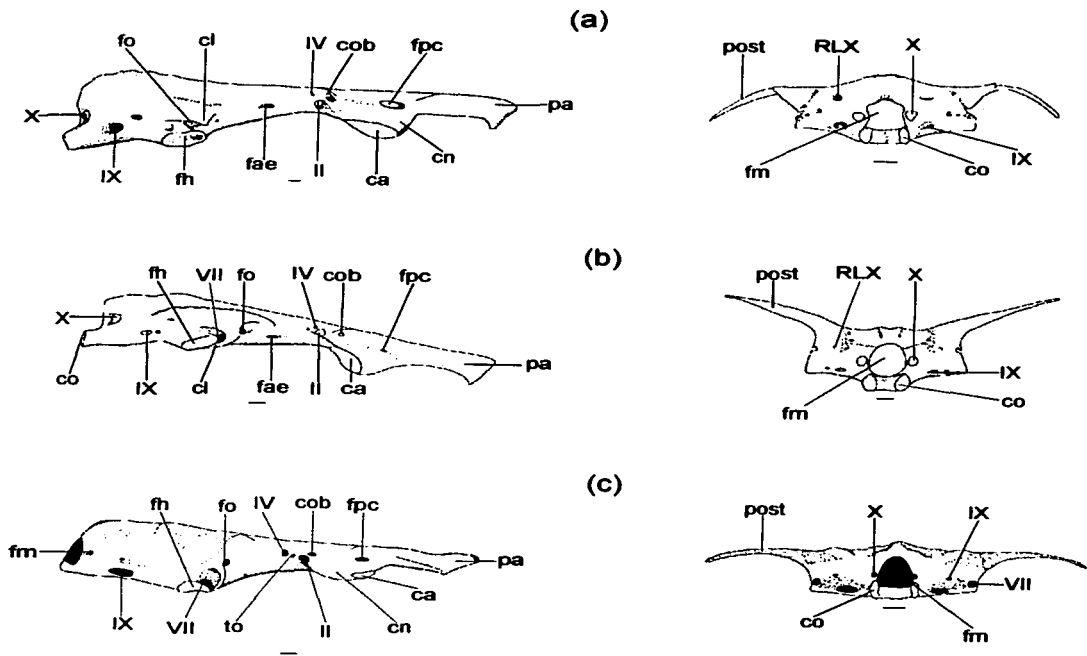 (a)
fo cl IV cob fpc
X pa
IX fh fae II ca cn
post RLX X
fm co IX
(b)
fh VII fo IV cob fpc
X
co IX cl fae II ca pa
post RLX X
IX
fm co
(c)
fh fo IV cob fpc
fm pa
IX VII to II cn ca
post X IX
VII
co fm